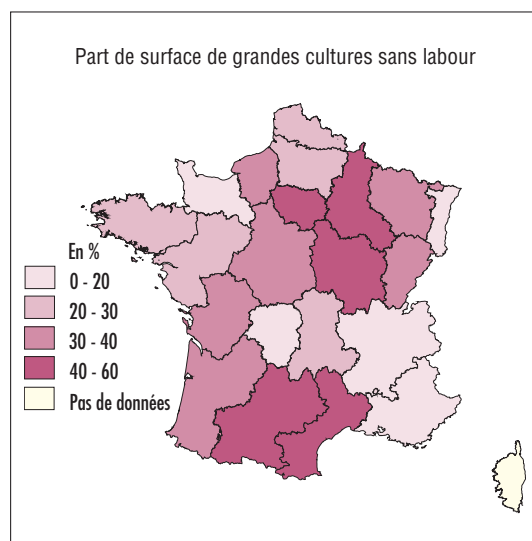 Part de surface de grandes cultures sans labour
En %
0 - 20
20 - 30
30 - 40
40 - 60
Pas de données